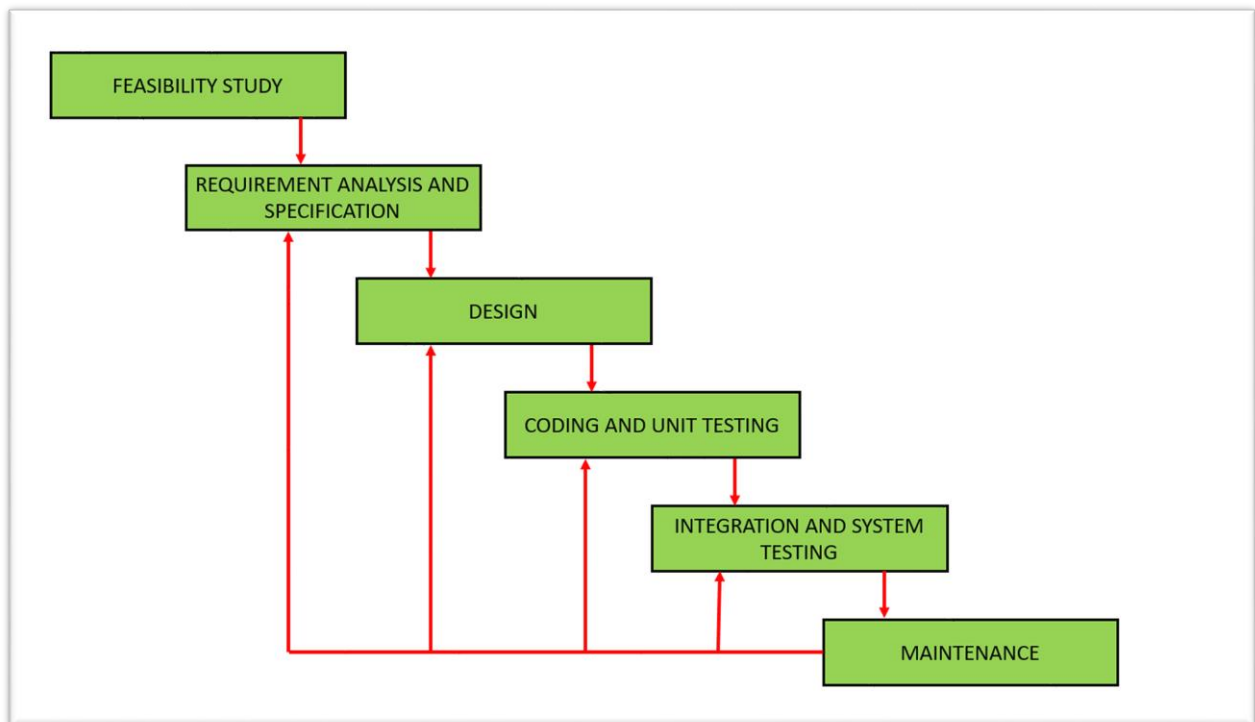 FEASIBILITY STUDY
REQUIREMENT ANALYSIS AND
SPECIFICATION
DESIGN
CODING AND UNIT TESTING
INTEGRATION AND SYSTEM
TESTING
MAINTENANCE